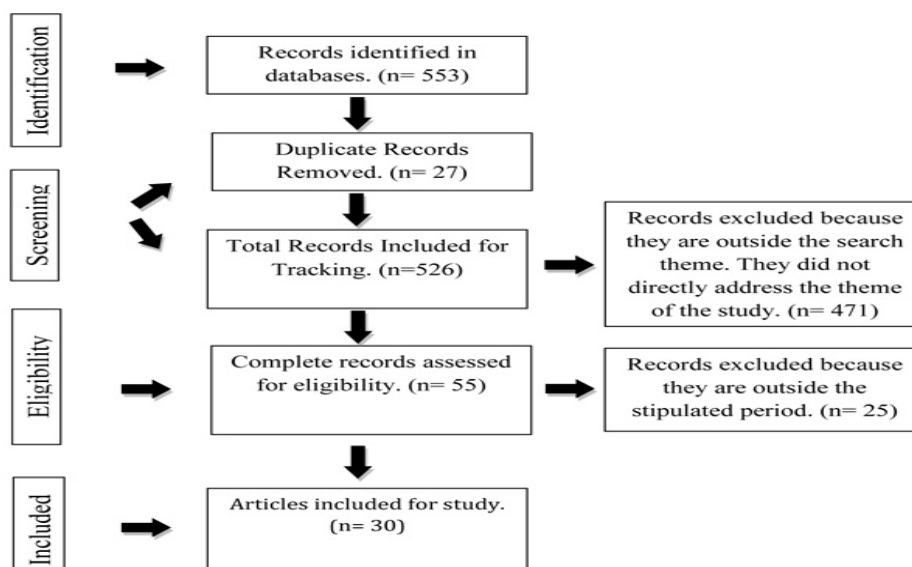 Identification
Records identified in
databases. (n= 553)
Duplicate Records
Removed. (n= 27)
Screening
Total Records Included for
Tracking. (n=526)
Records excluded because
they are outside the search
theme. They did not
directly address the theme
of the study. (n= 471)
Eligibility
Complete records assessed
for eligibility. (n= 55)
Records excluded because
they are outside the
stipulated period. (n= 25)
Included
Articles included for study.
(n= 30)